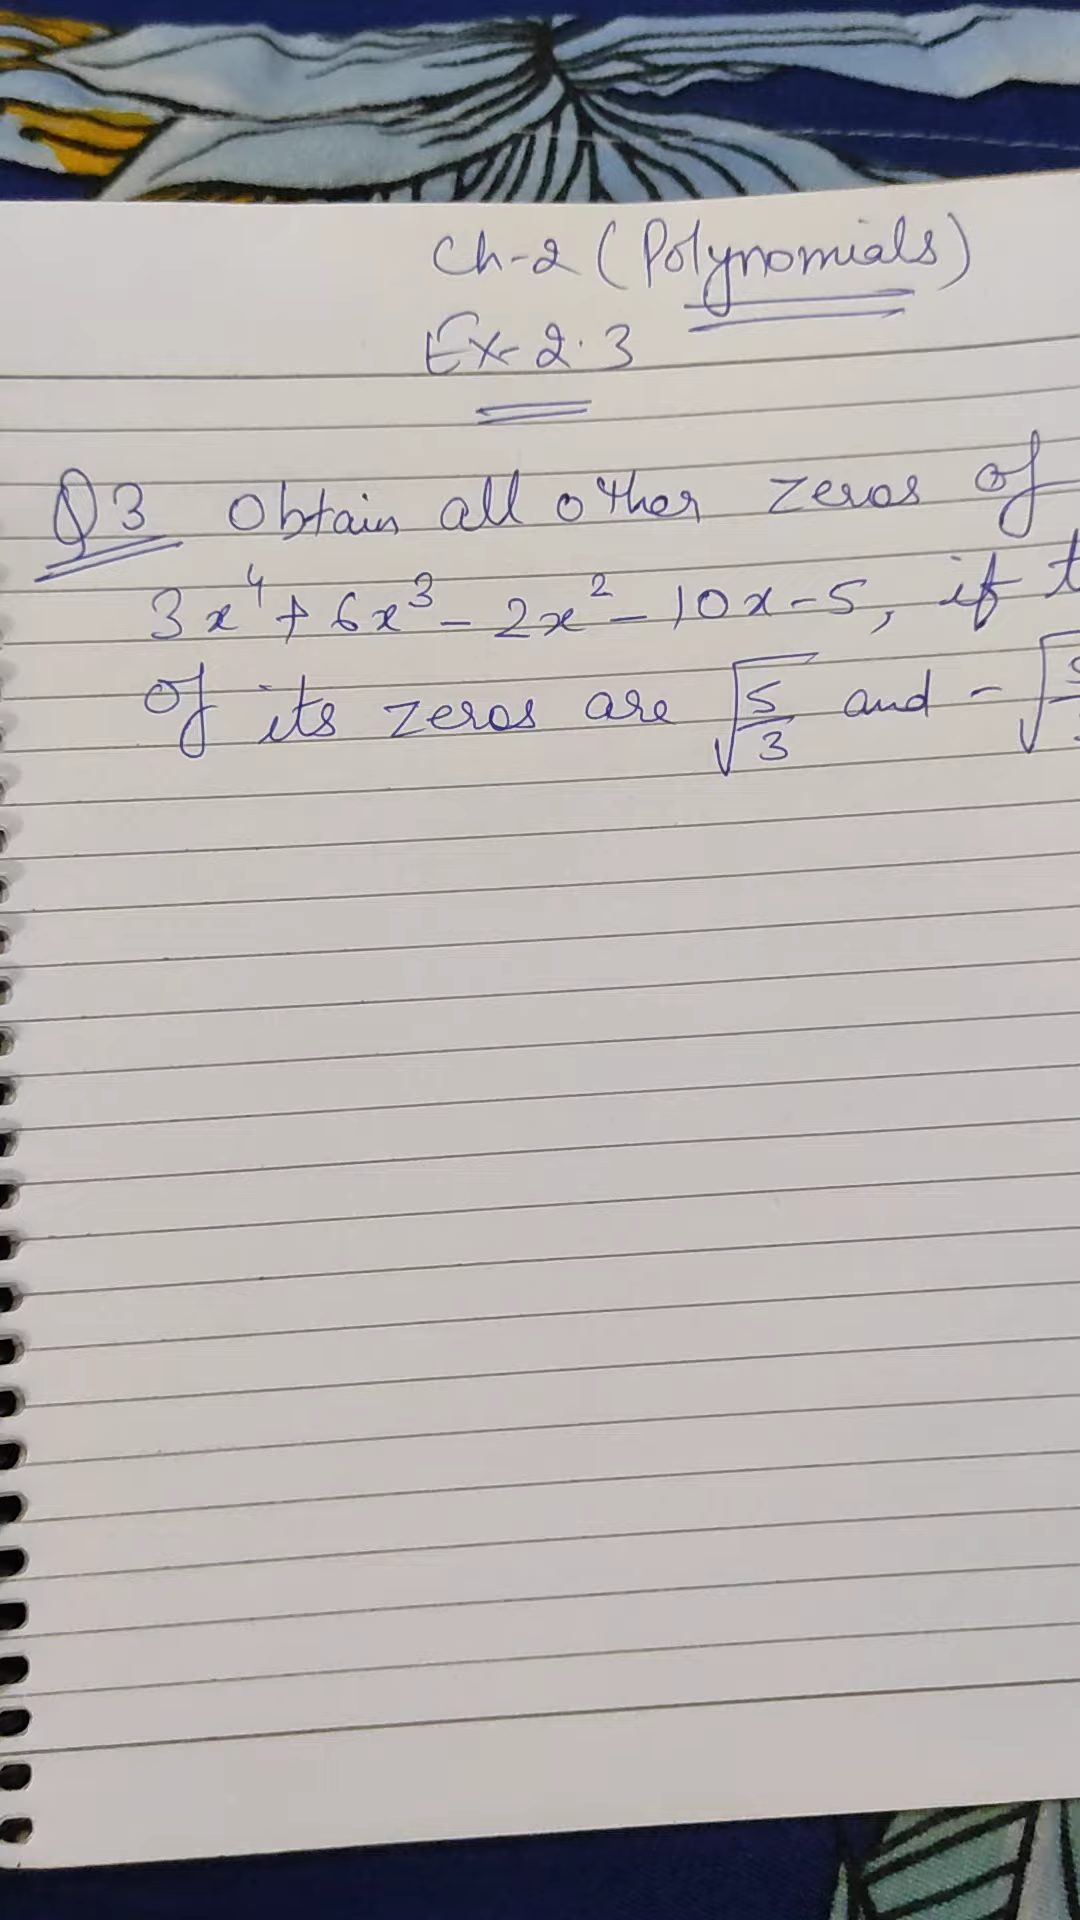 Ch-2 (Polynomials)
Ex-2.3
Q3 Obtain all other zeros of
3x⁴ + 6x³ - 2x² - 10x - 5, if
of its zeros are √5/3 and -√